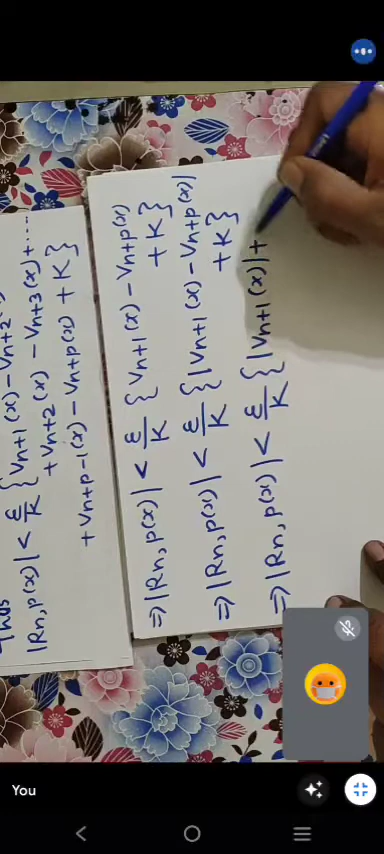 Thus
|Rn,p(x)| < ε/K { Vn+1(x) - Vn+2
+ Vn+2(x) - Vn+3(x) + ....
+ Vn+p-1(x) - Vn+p(x) + K }
⇒ |Rn,p(x)| < ε/K { Vn+1(x) - Vn+p(x)
+ K }
⇒ |Rn,p(x)| < ε/K { |Vn+1(x) - Vn+p(x)|
+ K }
⇒ |Rn,p(x)| < ε/K { |Vn+1(x)| +
You